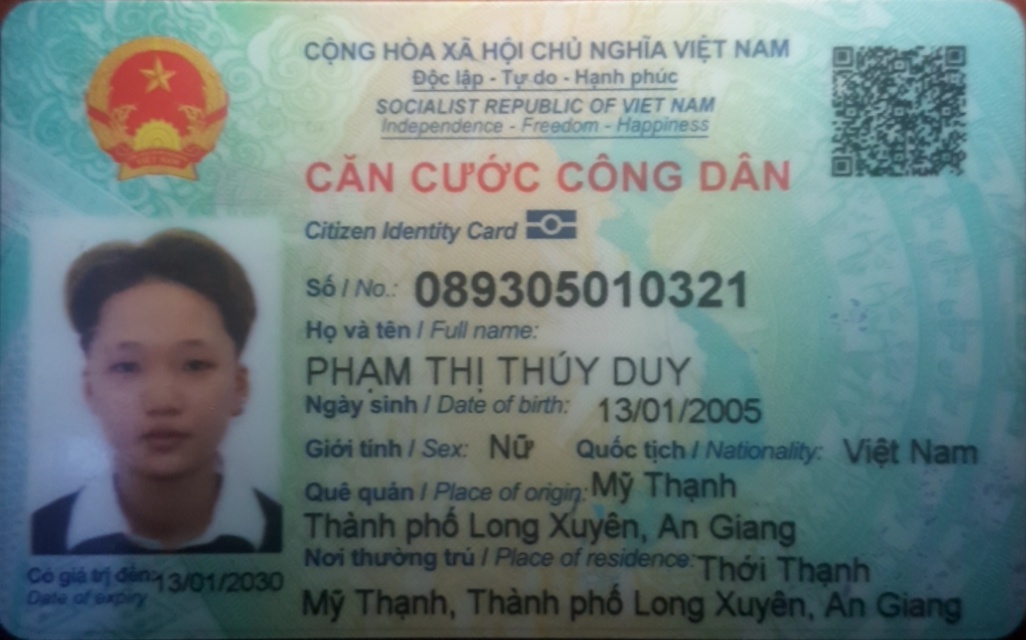 CỘNG HÒA XÃ HỘI CHỦ NGHĨA VIỆT NAM
Độc lập - Tự do - Hạnh phúc
SOCIALIST REPUBLIC OF VIET NAM
Independence - Freedom - Happiness
CĂN CƯỚC CÔNG DÂN
Citizen Identity Card
Số / No.: 089305010321
Họ và tên / Full name:
PHẠM THỊ THÚY DUY
Ngày sinh / Date of birth: 13/01/2005
Giới tính / Sex: Nữ Quốc tịch / Nationality: Việt Nam
Quê quán / Place of origin: Mỹ Thạnh
Thành phố Long Xuyên, An Giang
Nơi thường trú / Place of residence: Thới Thạnh
Mỹ Thạnh, Thành phố Long Xuyên, An Giang
Có giá trị đến: 13/01/2030
Date of expiry